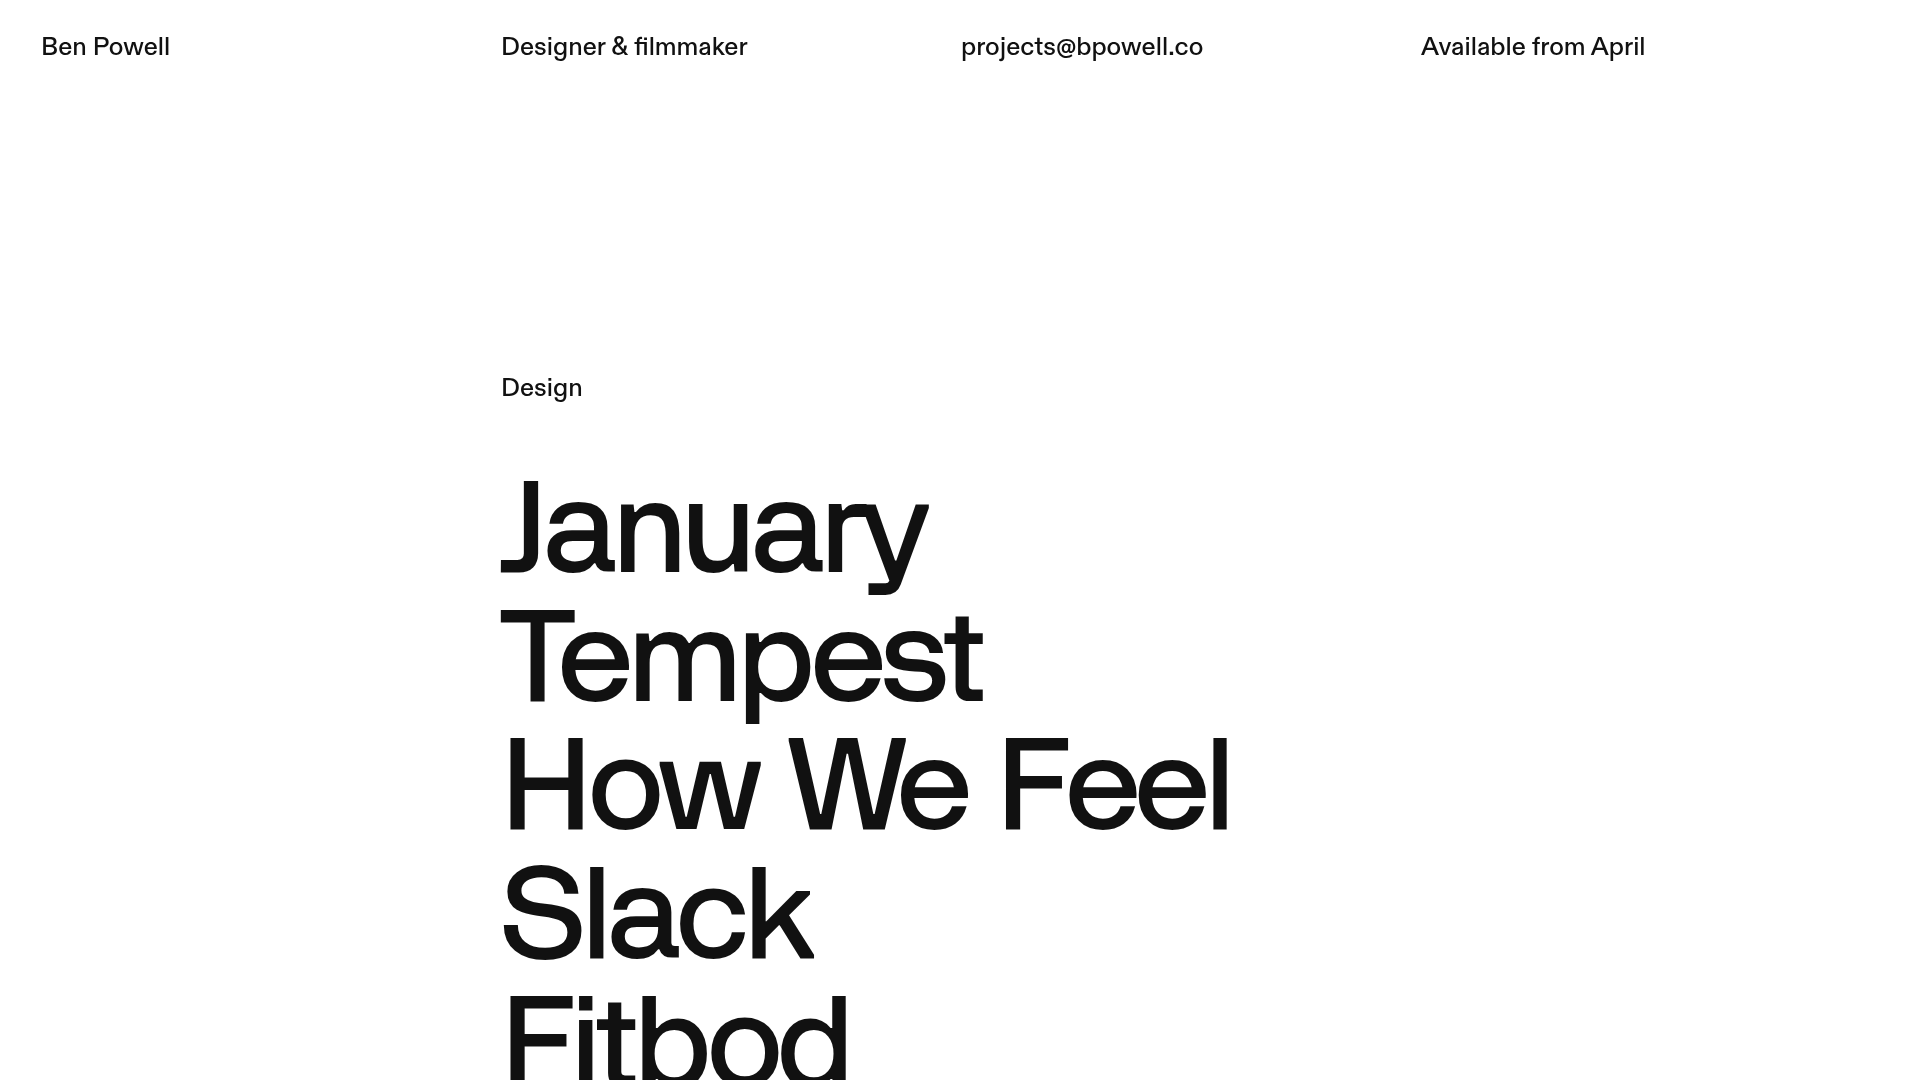 Ben Powell
Designer & filmmaker
projects@bpowell.co
Available from April
Design
January
Tempest
How We Feel
Slack
Fitbod